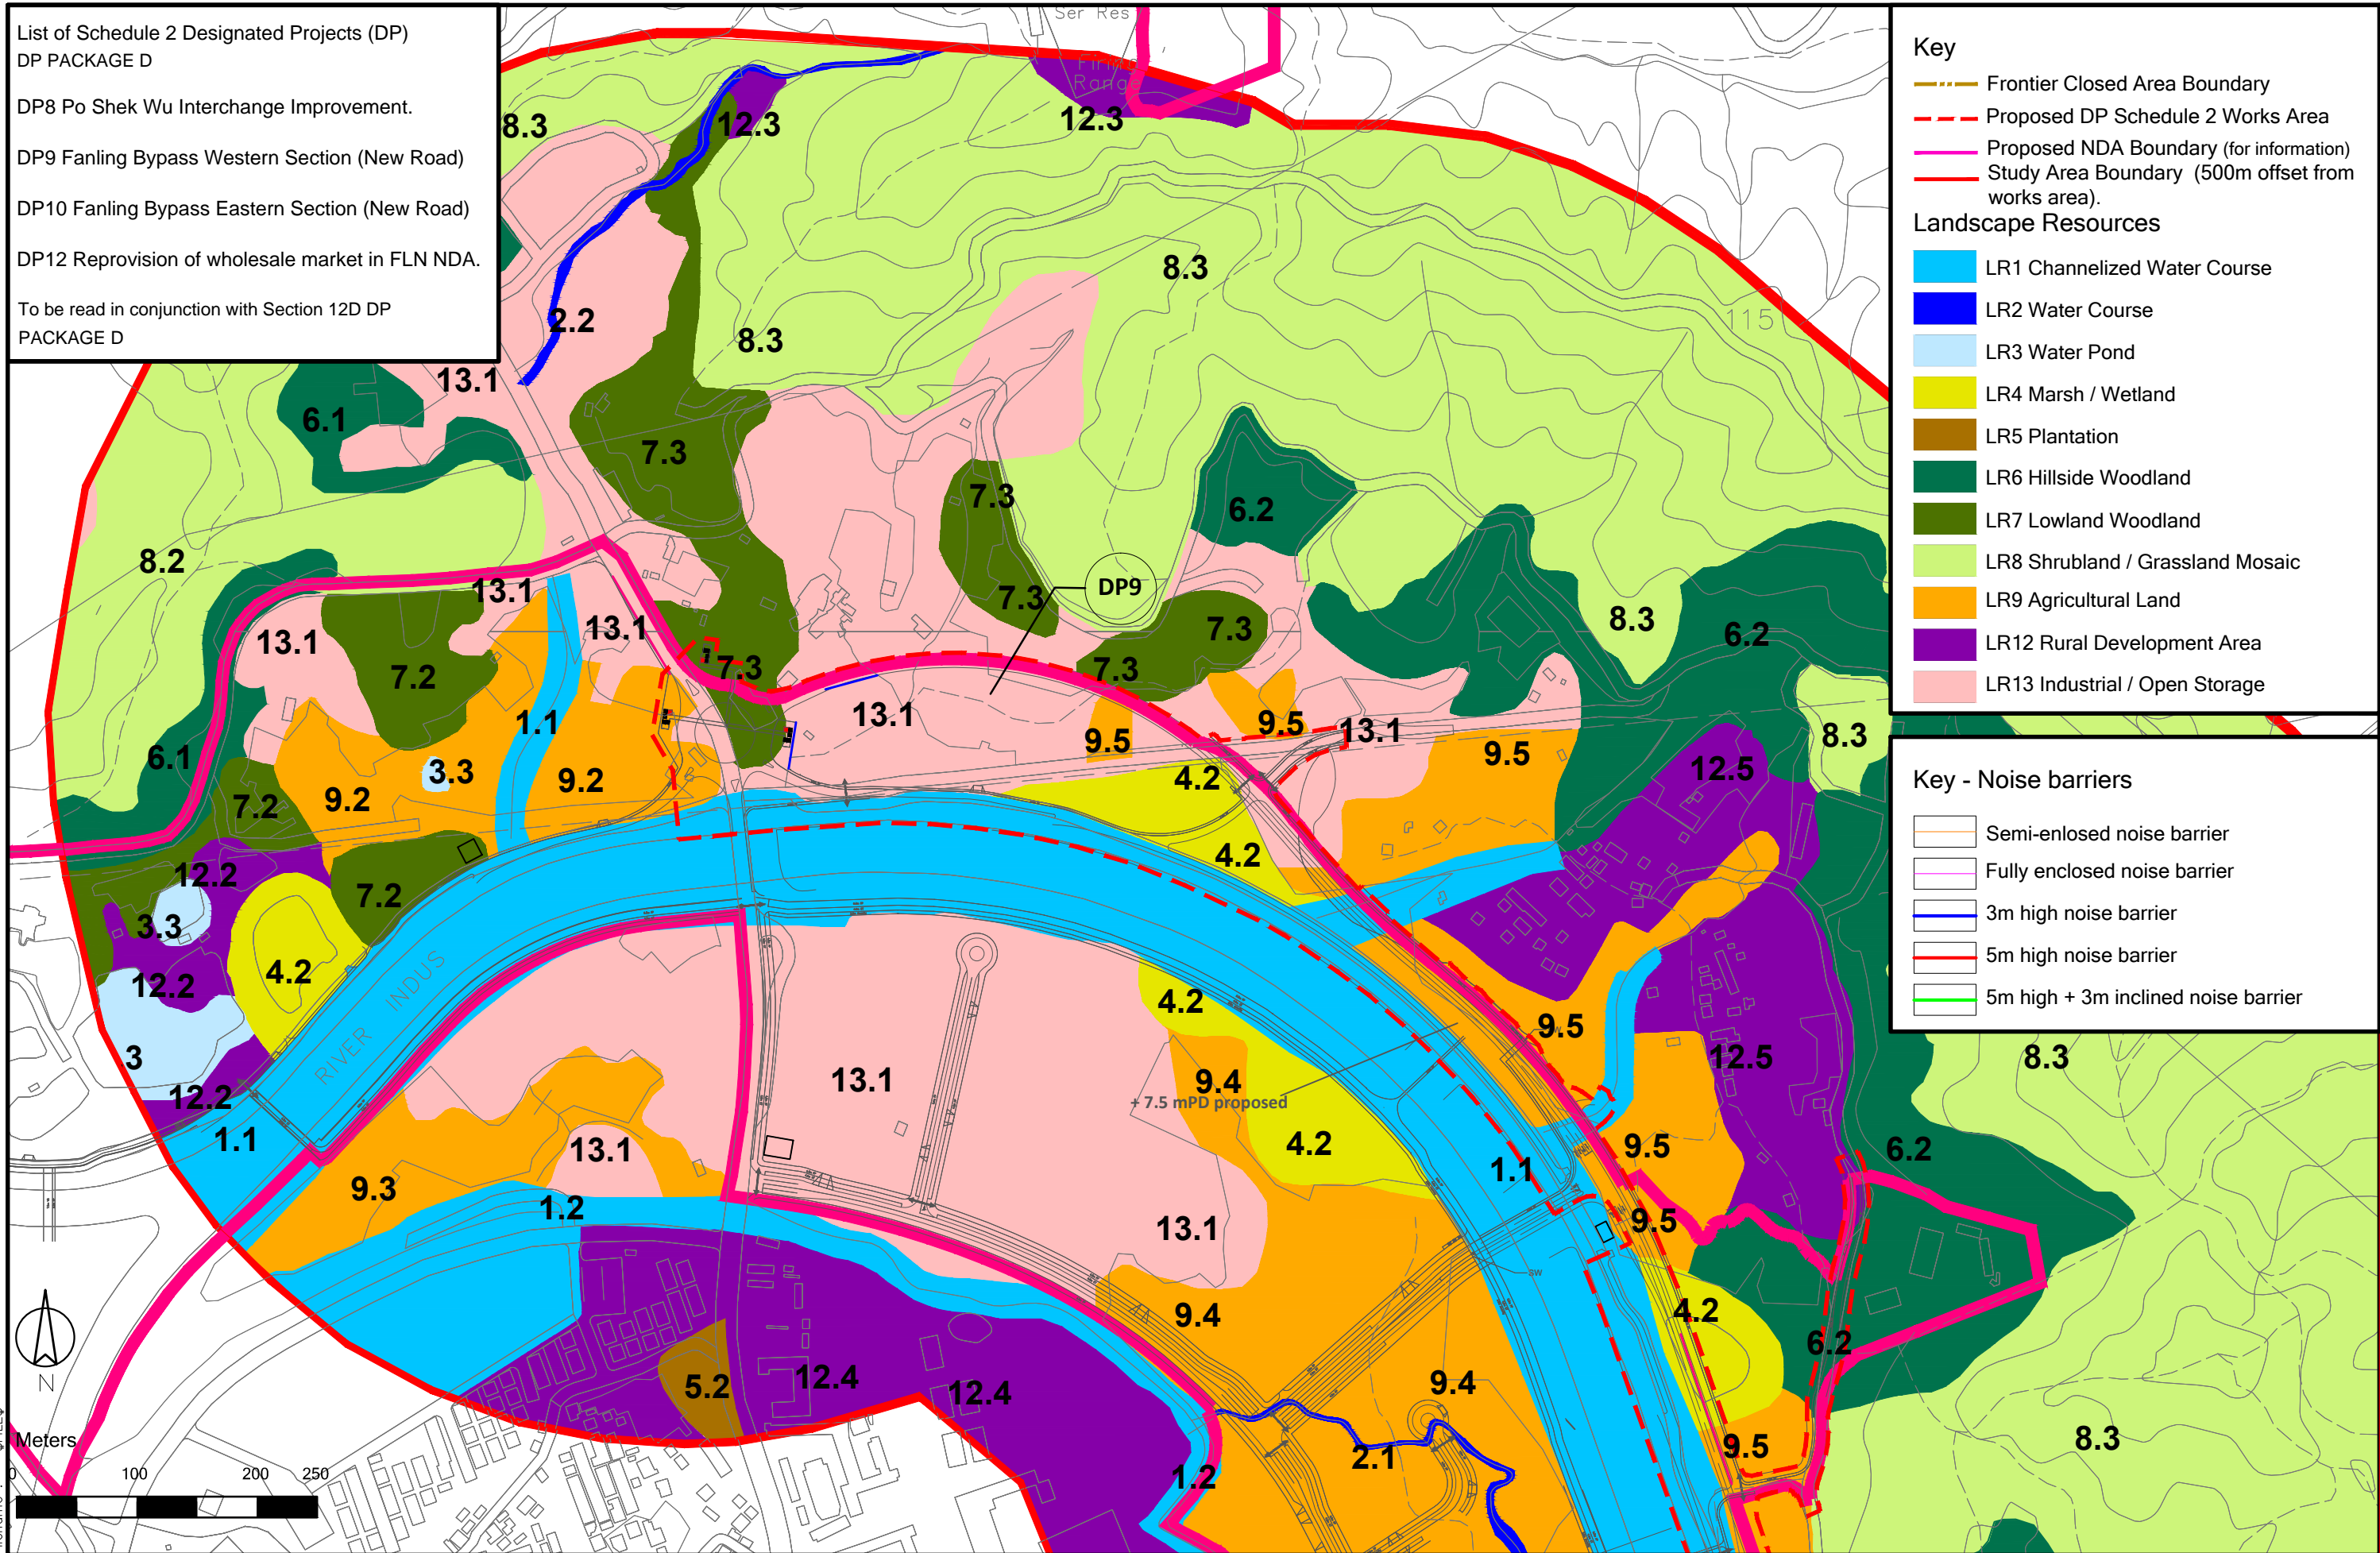 List of Schedule 2 Designated Projects (DP)
DP PACKAGE D
DP8 Po Shek Wu Interchange Improvement.
DP9 Fanling Bypass Western Section (New Road)
DP10 Fanling Bypass Eastern Section (New Road)
DP12 Reprovision of wholesale market in FLN NDA.
To be read in conjunction with Section 12D DP
PACKAGE D
Key
Frontier Closed Area Boundary
Proposed DP Schedule 2 Works Area
Proposed NDA Boundary (for information)
Study Area Boundary (500m offset from
works area).
Landscape Resources
LR1 Channelized Water Course
LR2 Water Course
LR3 Water Pond
LR4 Marsh / Wetland
LR5 Plantation
LR6 Hillside Woodland
LR7 Lowland Woodland
LR8 Shrubland / Grassland Mosaic
LR9 Agricultural Land
LR12 Rural Development Area
LR13 Industrial / Open Storage
Key - Noise barriers
Semi-enlosed noise barrier
Fully enclosed noise barrier
3m high noise barrier
5m high noise barrier
5m high + 3m inclined noise barrier
Ser Res
Firing
Range
12.3
12.3
8.3
8.3
2.2
115
8.3
13.1
6.1
7.3
7.3
6.2
8.2
DP9
13.1
7.3
13.1
13.1
7.3
8.3
6.2
7.2
7.3
7.3
13.1
1.1
9.5
9.5
13.1
9.5
8.3
6.1
3.3
9.2
9.2
4.2
12.5
7.2
12.2
4.2
7.2
3.3
4.2
12.2
RIVER INDUS
4.2
9.5
3
12.5
8.3
13.1
9.4
+ 7.5 mPD proposed
12.2
1.1
13.1
4.2
9.5
6.2
1.1
9.3
1.2
13.1
9.5
SW
9.4
4.2
6.2
5.2
12.4
12.4
9.4
9.5
8.3
2.1
1.2
N
Meters
0 100 200 250